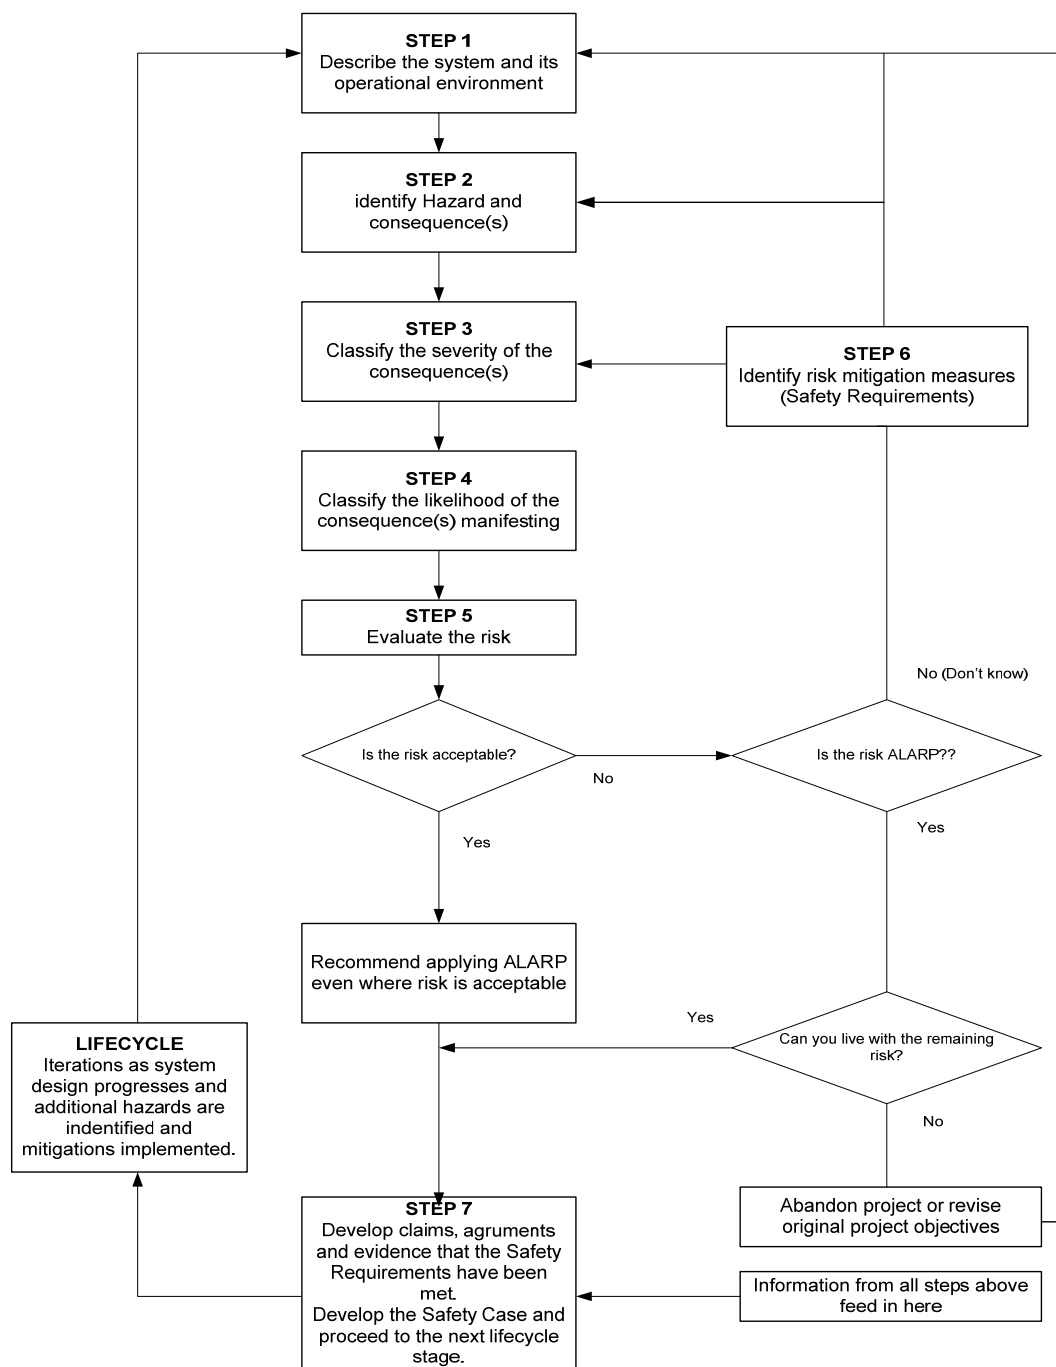 STEP 1
Describe the system and its
operational environment
STEP 2
identify Hazard and
consequence(s)
STEP 3
Classify the severity of the
consequence(s)
STEP 6
Identify risk mitigation measures
(Safety Requirements)
STEP 4
Classify the likelihood of the
consequence(s) manifesting
STEP 5
Evaluate the risk
No (Don't know)
Is the risk acceptable?
No
Is the risk ALARP??
Yes
Yes
Recommend applying ALARP
even where risk is acceptable
Yes
Can you live with the remaining
risk?
No
LIFECYCLE
Iterations as system
design progresses and
additional hazards are
indentified and
mitigations implemented.
STEP 7
Develop claims, agruments
and evidence that the Safety
Requirements have been
met.
Develop the Safety Case and
proceed to the next lifecycle
stage.
Abandon project or revise
original project objectives
Information from all steps above
feed in here